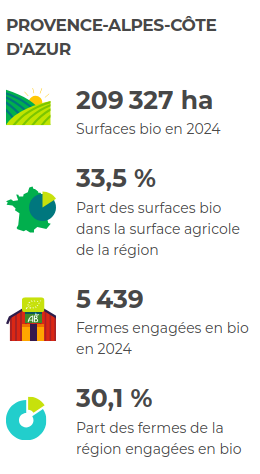 PROVENCE-ALPES-CÔTE
D'AZUR
209 327 ha
Surfaces bio en 2024
33,5 %
Part des surfaces bio
dans la surface agricole
de la région
5 439
AB
Fermes engagées en bio
en 2024
30,1 %
Part des fermes de la
région engagées en bio